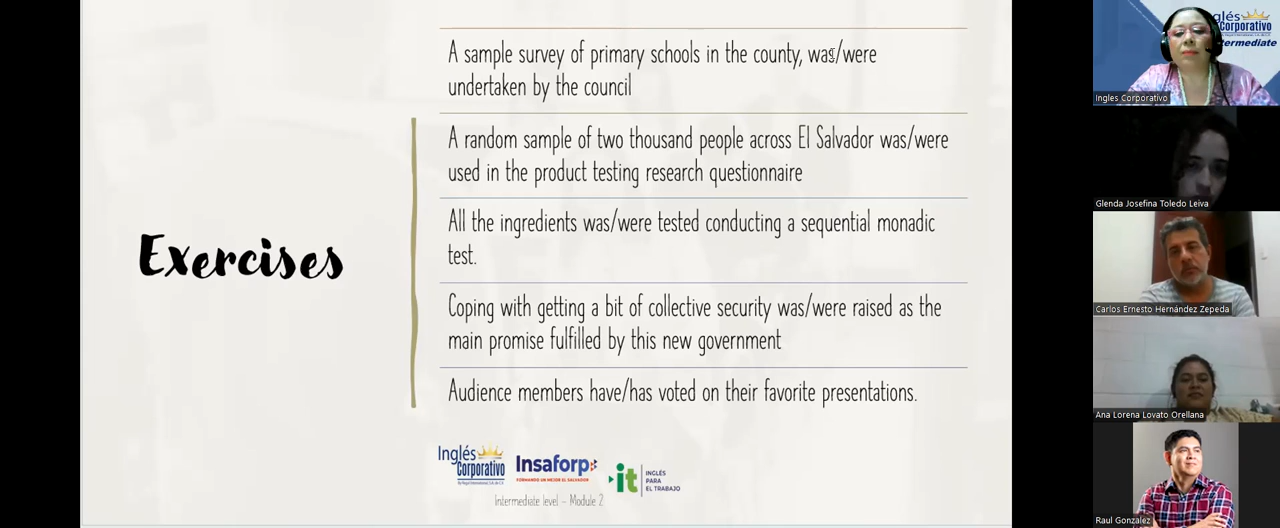 A sample survey of primary schools in the county, was/were
undertaken by the council
A random sample of two thousand people across El Salvador was/were
used in the product testing research questionnaire
All the ingredients was/were tested conducting a sequential monadic
test.
Coping with getting a bit of collective security was/were raised as the
main promise fulfilled by this new government
Audience members have/has voted on their favorite presentations.
Exercises
Inglés
Corporativo
Insaforp
FORMANDO UN MEJOR EL SALVADOR
it
INGLÉS
PARA
EL TRABAJO
Intermediate level - Module 2
glés
Corporativo
termediate
Ingles Corporativo
Glenda Josefina Toledo Leiva
Carlos Ernesto Hernández Zepeda
Ana Lorena Lovato Orellana
Raul Gonzalez